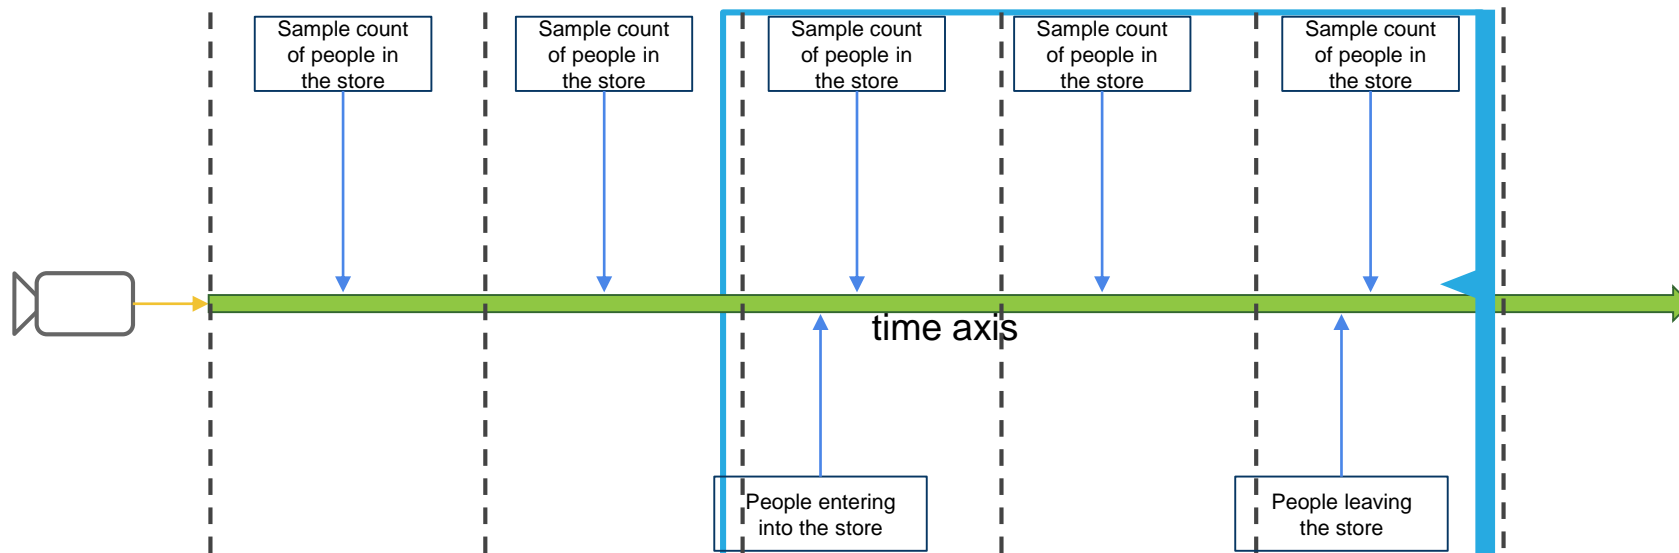 Sample count
of people in
the store
Sample count
of people in
the store
Sample count
of people in
the store
Sample count
of people in
the store
Sample count
of people in
the store
time axis
People entering
into the store
People leaving
the store